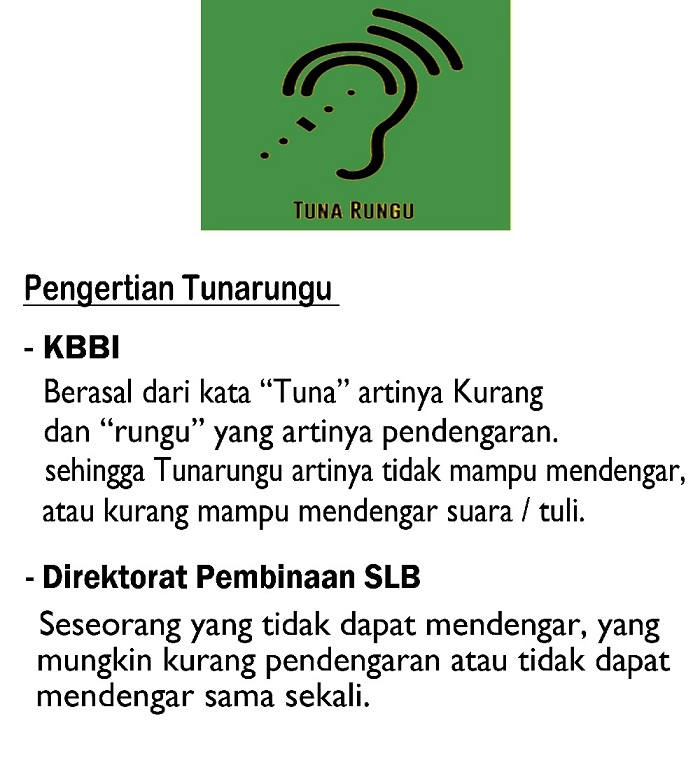 TUNA RUNGU
Pengertian Tunarungu
- KBBI
Berasal dari kata “Tuna” artinya Kurang
dan “rungu” yang artinya pendengaran.
sehingga Tunarungu artinya tidak mampu mendengar,
atau kurang mampu mendengar suara / tuli.
- Direktorat Pembinaan SLB
Seseorang yang tidak dapat mendengar, yang
mungkin kurang pendengaran atau tidak dapat
mendengar sama sekali.